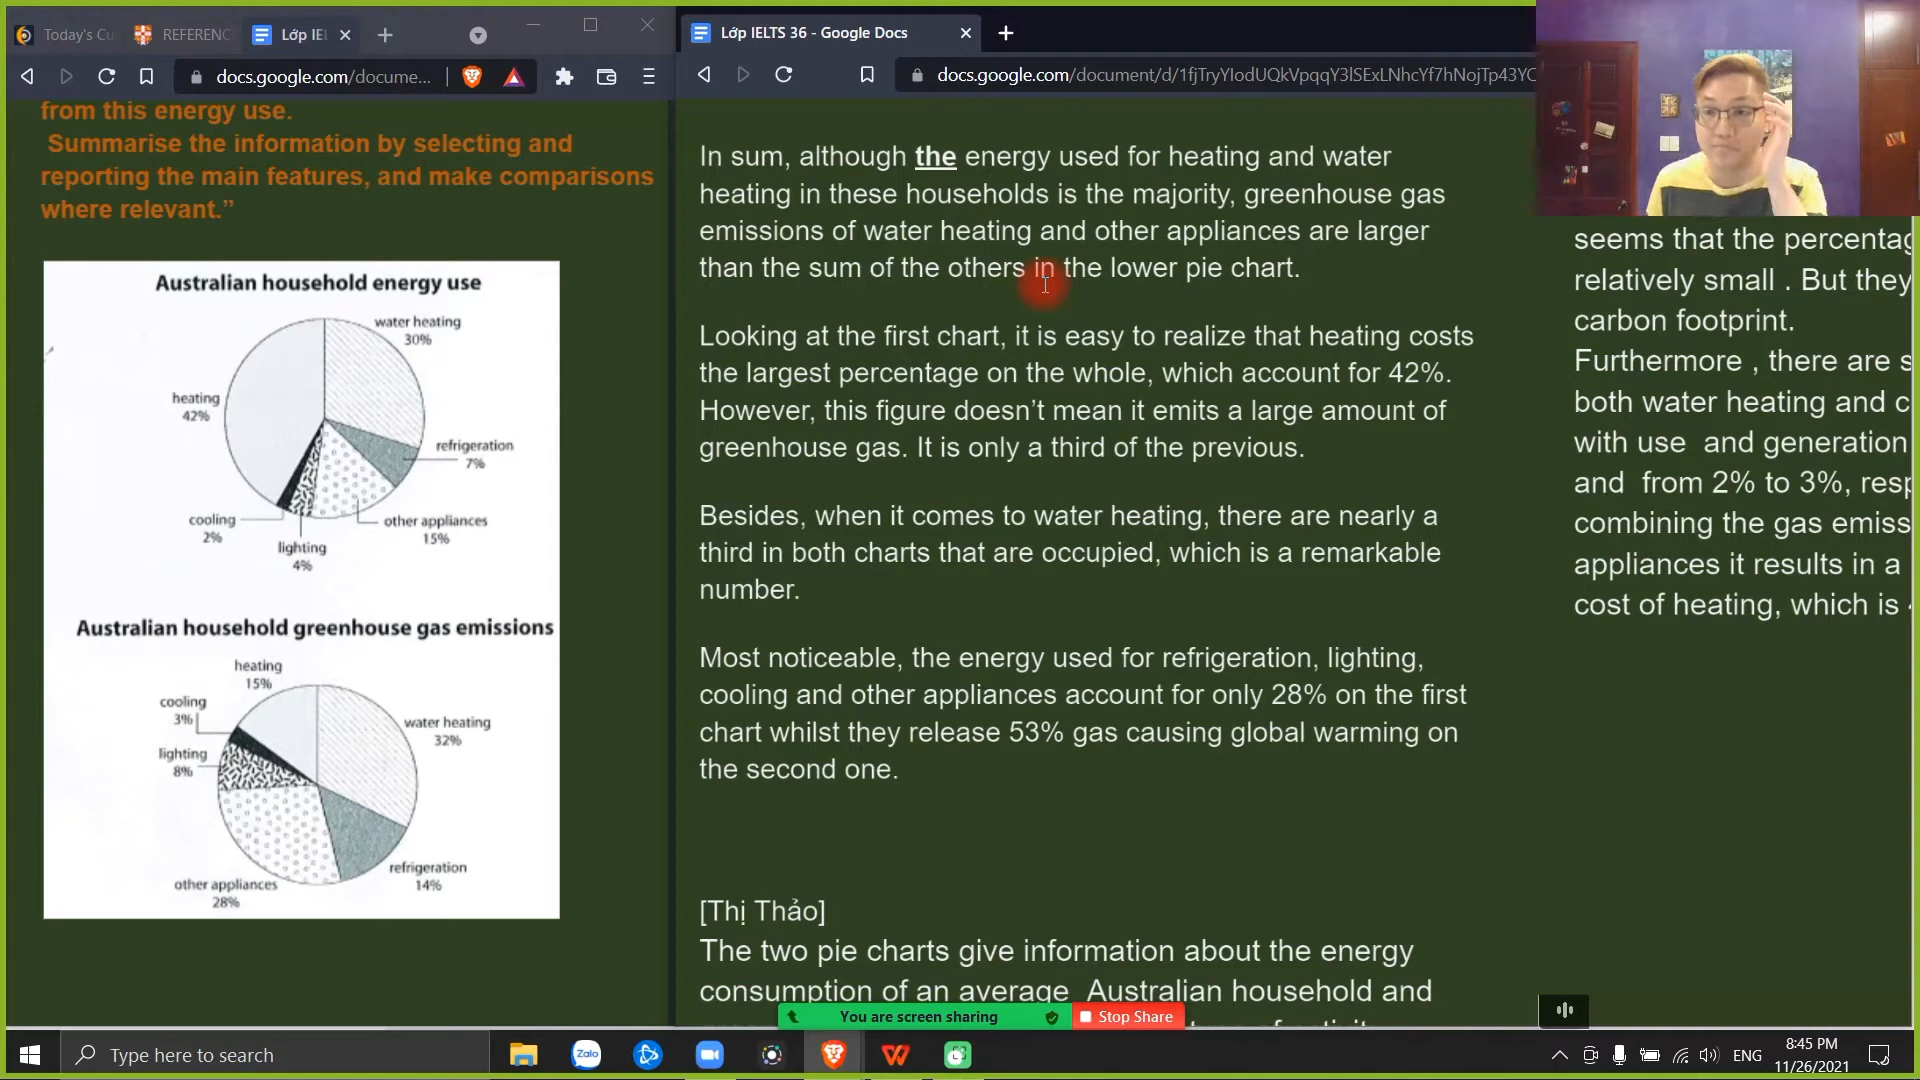 Today's Cu
REFERENC
Lớp IE
Lớp IELTS 36 - Google Docs
docs.google.com/docume...
docs.google.com/document/d/1fjTryYIodUQkVpqqY3lSExLNhcYf7hNojTp43YC
from this energy use.
Summarise the information by selecting and
reporting the main features, and make comparisons
where relevant.”
Australian household energy use
water heating
30%
heating
42%
refrigeration
7%
cooling
2%
other appliances
15%
lighting
4%
Australian household greenhouse gas emissions
heating
15%
cooling
3%
water heating
32%
lighting
8%
refrigeration
14%
other appliances
28%
In sum, although the energy used for heating and water
heating in these households is the majority, greenhouse gas
emissions of water heating and other appliances are larger
than the sum of the others in the lower pie chart.
Looking at the first chart, it is easy to realize that heating costs
the largest percentage on the whole, which account for 42%.
However, this figure doesn’t mean it emits a large amount of
greenhouse gas. It is only a third of the previous.
Besides, when it comes to water heating, there are nearly a
third in both charts that are occupied, which is a remarkable
number.
Most noticeable, the energy used for refrigeration, lighting,
cooling and other appliances account for only 28% on the first
chart whilst they release 53% gas causing global warming on
the second one.
[Thị Thảo]
The two pie charts give information about the energy
consumption of an average Australian household and
seems that the percentag
relatively small . But they
carbon footprint.
Furthermore , there are s
both water heating and c
with use and generation
and from 2% to 3%, resp
combining the gas emiss
appliances it results in a
cost of heating, which is
You are screen sharing
Stop Share
Type here to search
Zalo
ENG
8:45 PM
11/26/2021